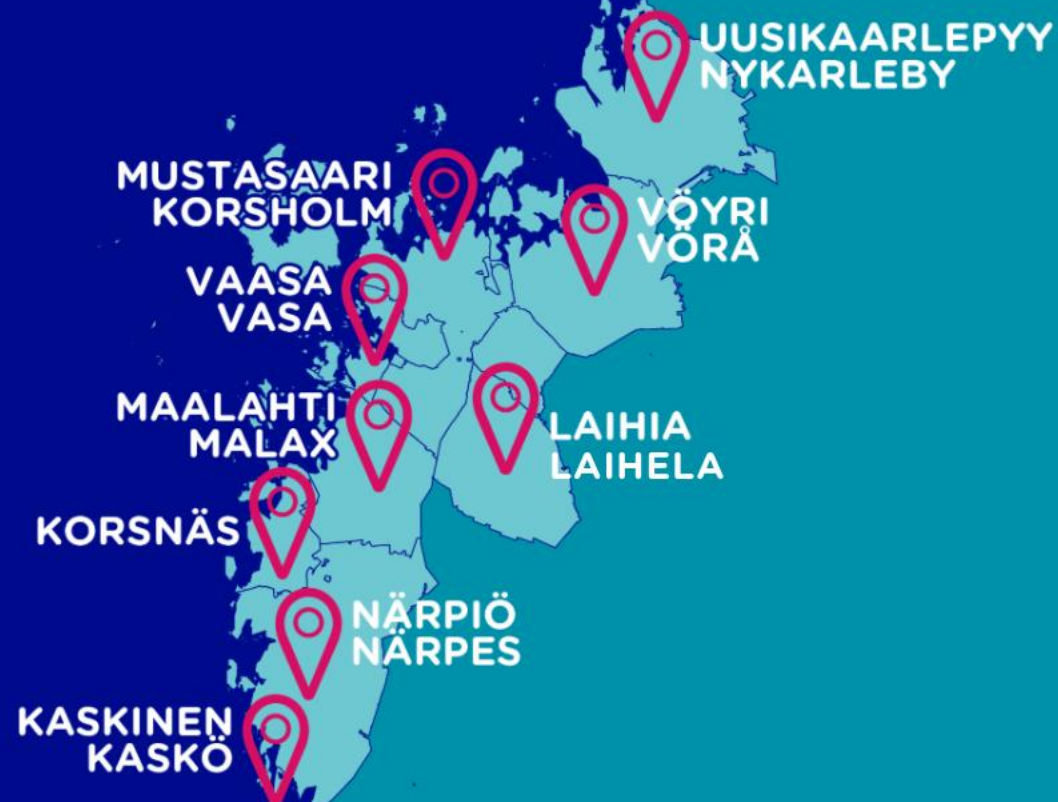 UUSIKAARLEPYY
NYKARLEBY
MUSTASAARI
KORSHOLM
VÖYRI
VÖRÅ
VAASA
VASA
MAALAHTI
MALAX
LAIHIA
LAIHELA
KORSNÄS
NÄRPIÖ
NÄRPES
KASKINEN
KASKÖ